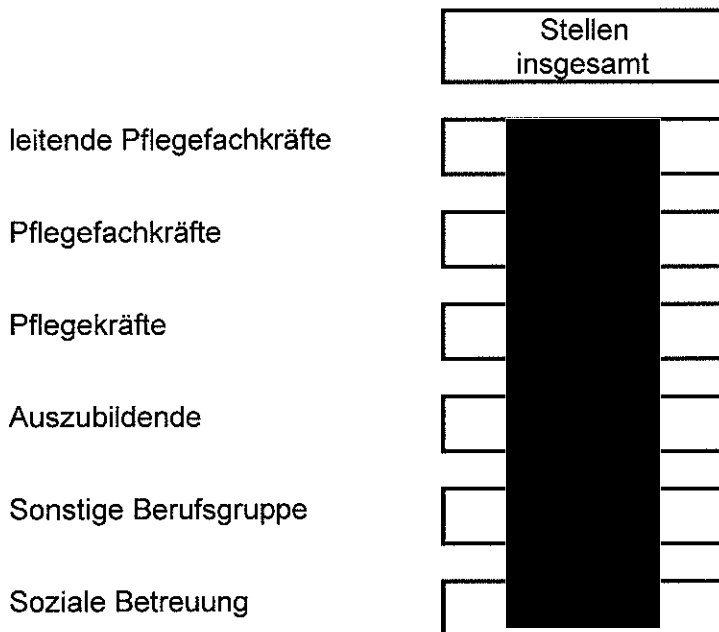 Stellen
insgesamt
leitende Pflegefachkräfte
Pflegefachkräfte
Pflegekräfte
Auszubildende
Sonstige Berufsgruppe
Soziale Betreuung